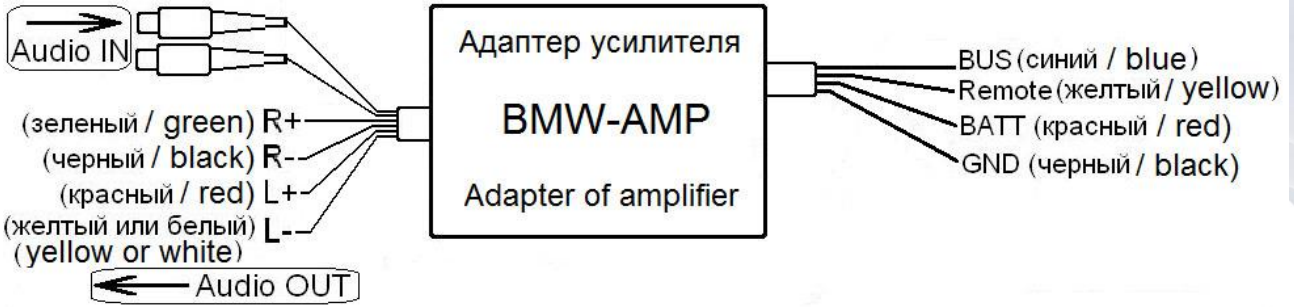 Audio IN
(зеленый / green) R+
(черный / black) R-
(красный / red) L+
(желтый или белый) L-
(yellow or white)
Audio OUT
Адаптер усилителя
BMW-AMP
Adapter of amplifier
BUS (синий / blue)
Remote (желтый / yellow)
BATT (красный / red)
GND (черный / black)